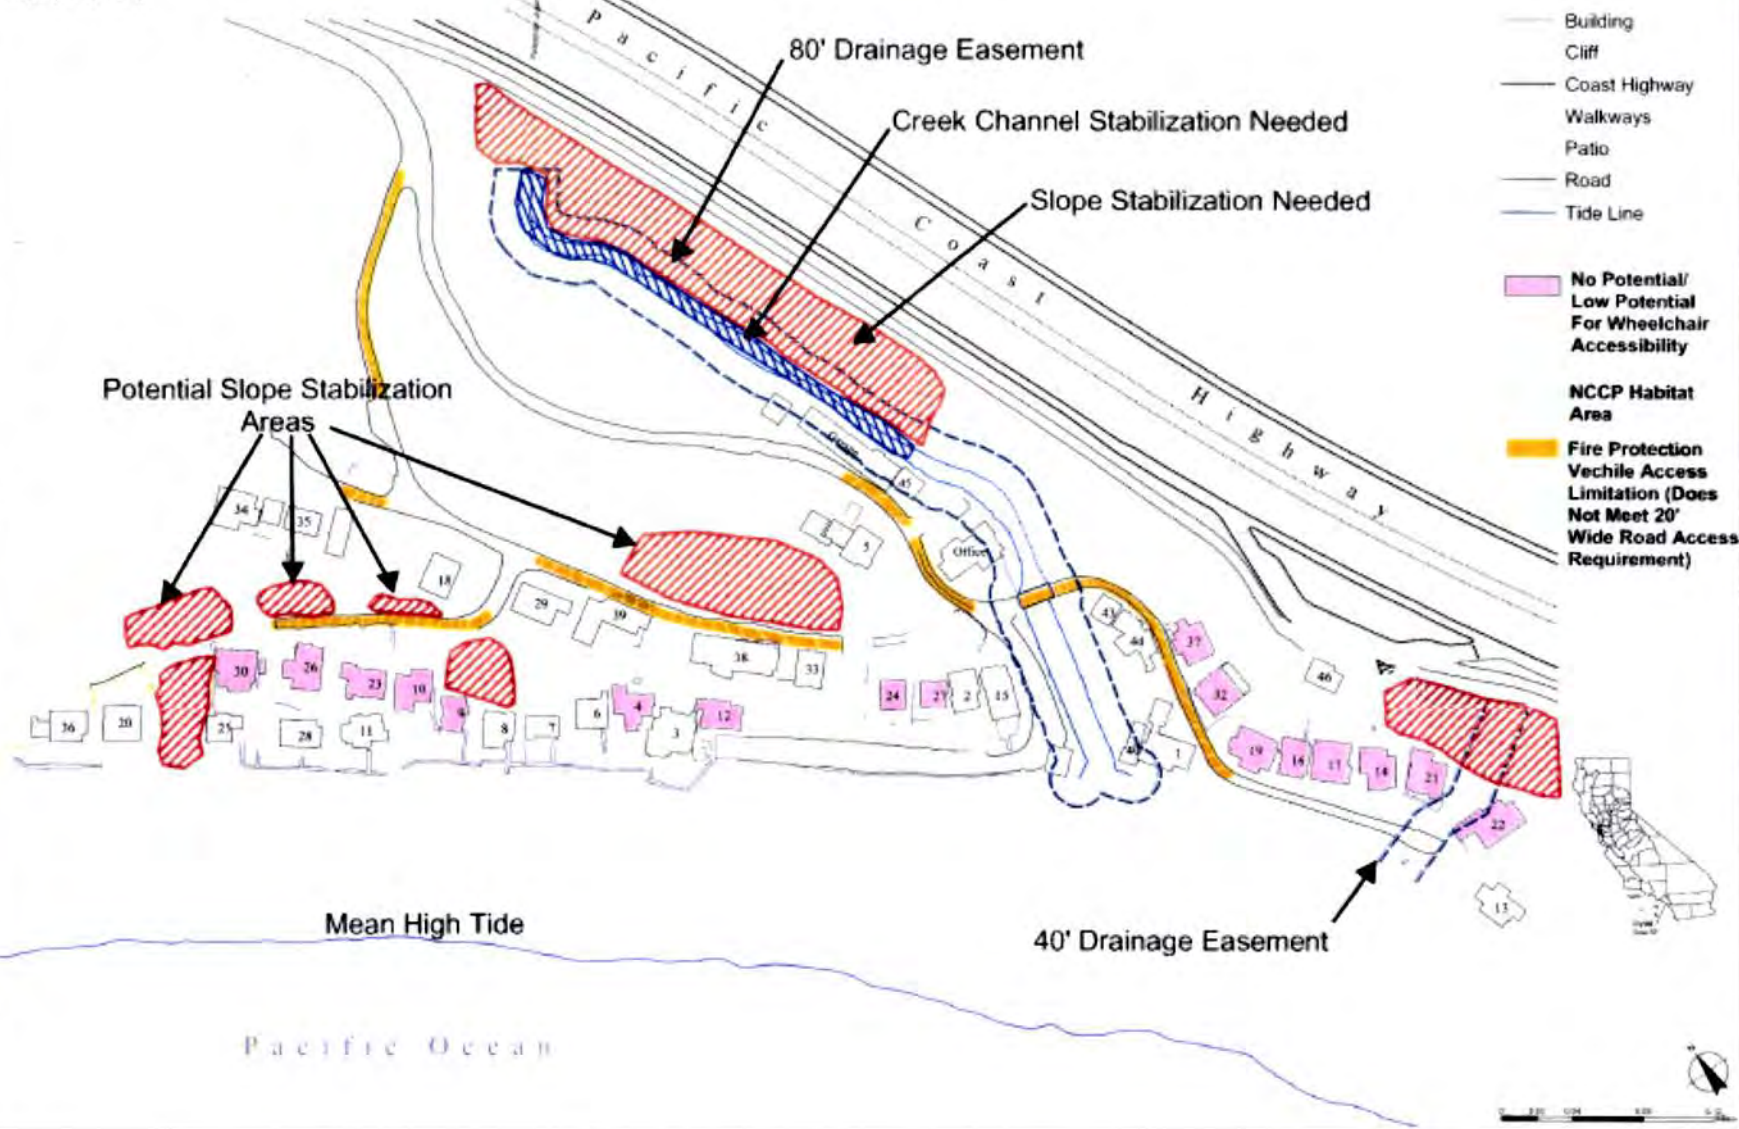 80' Drainage Easement
Creek Channel Stabilization Needed
Slope Stabilization Needed
Pacific Coast Highway
Potential Slope Stabilization
Areas
Building
Cliff
Coast Highway
Walkways
Patio
Road
Tide Line
No Potential/
Low Potential
For Wheelchair
Accessibility
NCCP Habitat
Area
Fire Protection
Vechile Access
Limitation (Does
Not Meet 20'
Wide Road Access
Requirement)
34
35
18
29
39
38
33
5
45
Office
43
44
37
32
46
30
26
23
10
9
4
12
24
27
2
15
36
20
25
28
11
8
7
6
3
1
19
16
17
14
21
22
13
40' Drainage Easement
Mean High Tide
Pacific Ocean